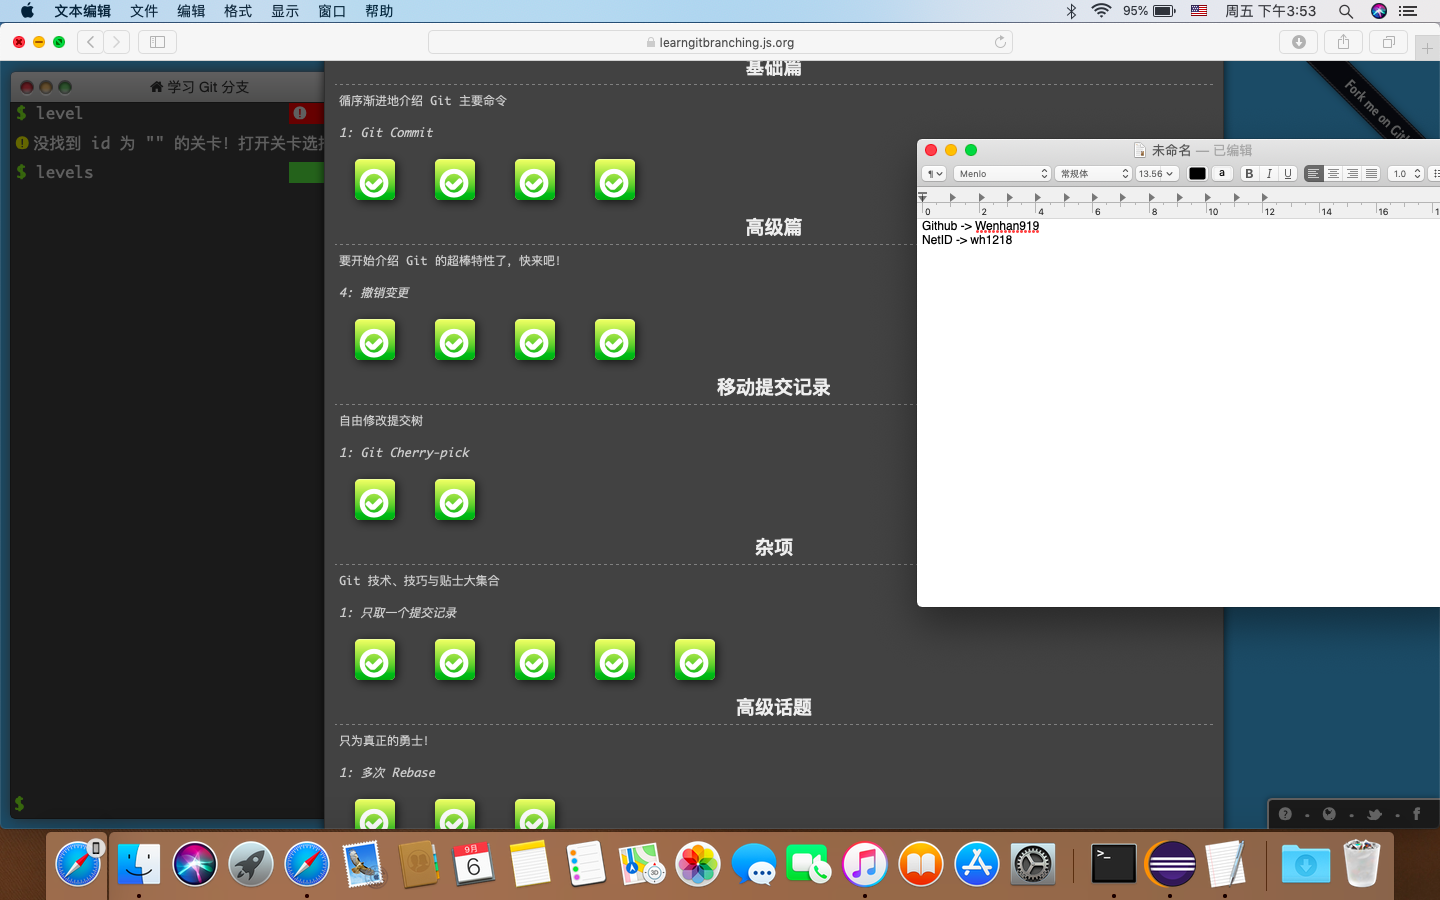 文本编辑 文件 编辑 格式 显示 窗口 帮助 95% 周五 下午3:53
learngitbranching.js.org
学习 Git 分支
$ level
没找到 id 为 "" 的关卡！打开关卡选
$ levels
$
基础篇
循序渐进地介绍 Git 主要命令
1: Git Commit
高级篇
要开始介绍 Git 的超棒特性了，快来吧！
4: 撤销变更
移动提交记录
自由修改提交树
1: Git Cherry-pick
杂项
Git 技术、技巧与贴士大集合
1: 只取一个提交记录
高级话题
只为真正的勇士！
1: 多次 Rebase
Fork me on Git
未命名 — 已编辑
Menlo 常规体 13.56 a B I U 1.0
0 2 4 6 8 10 12 14 16
Github -> Wenhan919
NetID -> wh1218
9月
6
3D